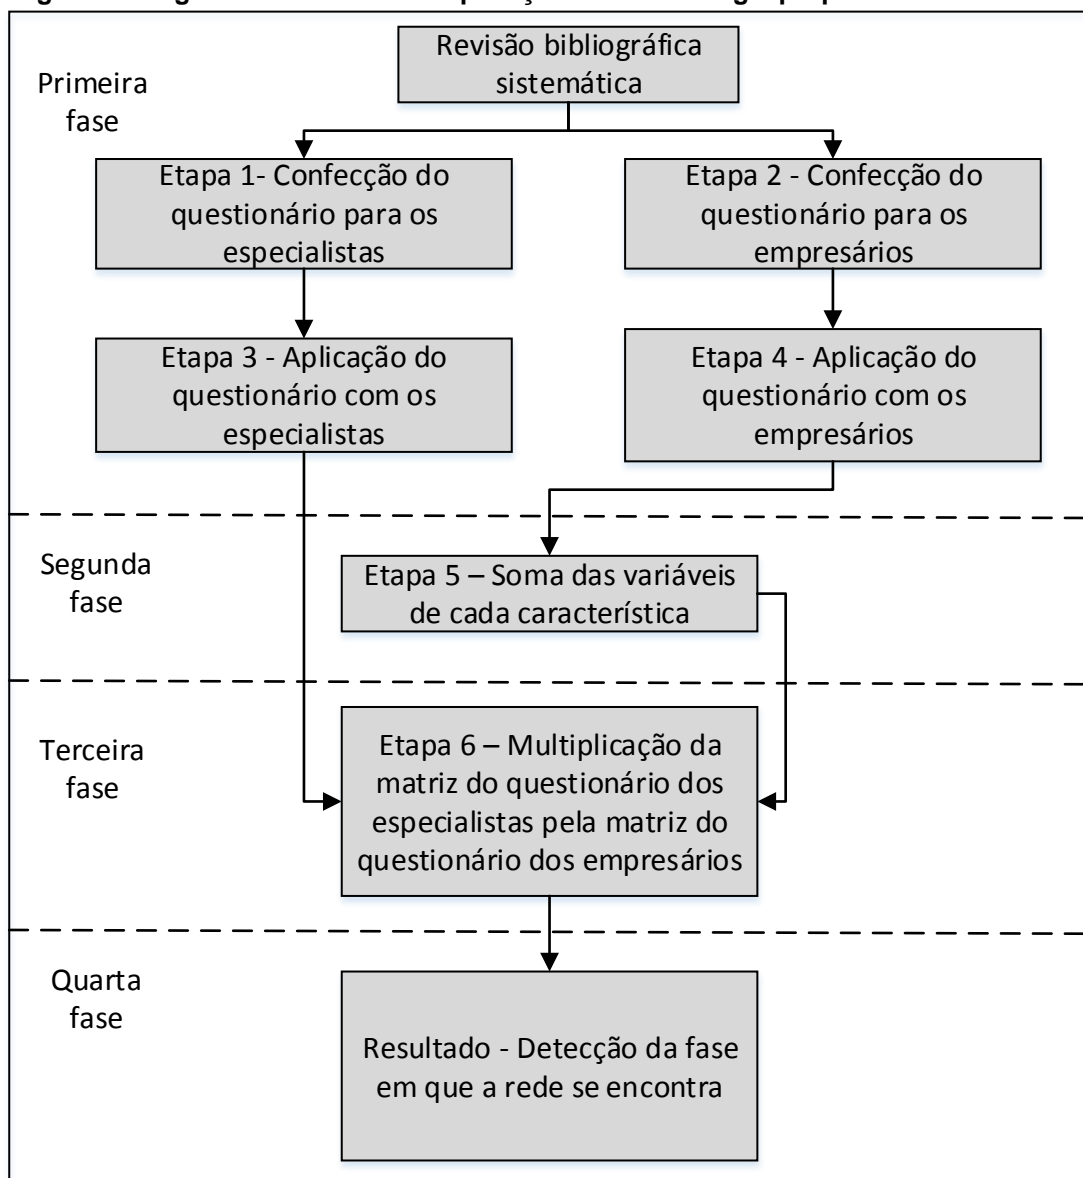 Revisão bibliográfica
sistemática
Primeira
fase
Etapa 1- Confecção do
questionário para os
especialistas
Etapa 2 - Confecção do
questionário para os
empresários
Etapa 3 - Aplicação do
questionário com os
especialistas
Etapa 4 - Aplicação do
questionário com os
empresários
Segunda
fase
Etapa 5 – Soma das variáveis
de cada característica
Terceira
fase
Etapa 6 – Multiplicação da
matriz do questionário dos
especialistas pela matriz do
questionário dos empresários
Quarta
fase
Resultado - Detecção da fase
em que a rede se encontra